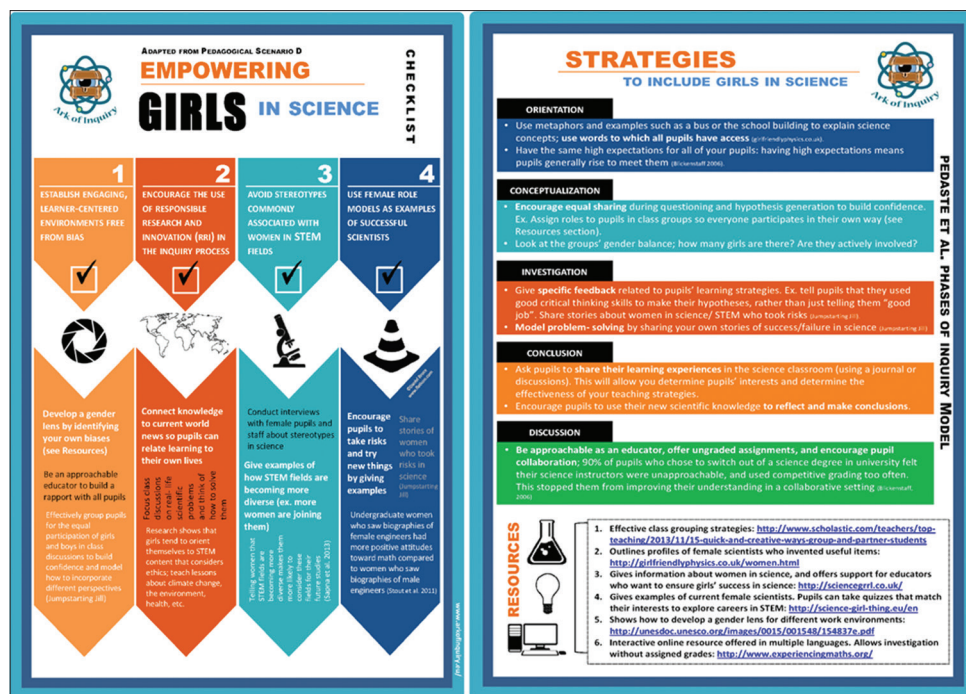 ADAPTED FROM PEDAGOGICAL SCENARIO D
EMPOWERING
GIRLS IN SCIENCE
CHECKLIST
Ark of Inquiry
1
ESTABLISH ENGAGING,
LEARNER-CENTERED
ENVIRONMENTS FREE
FROM BIAS
Develop a gender
lens by identifying
your own biases
(see Resources)
Be an approachable
educator to build a
rapport with all pupils
Effectively group pupils
for the equal
participation of girls
and boys in class
discussions to build
confidence and model
how to incorporate
different perspectives
(Jumpstarting Jill)
2
ENCOURAGE THE USE
OF RESPONSIBLE
RESEARCH AND
INNOVATION (RRI) IN
THE INQUIRY PROCESS
Connect knowledge
to current world
news so pupils can
relate learning to
their own lives
Focus class
discussions
on real- life
scientific
problems
and think of
how to solve
them
Research shows that
girls tend to orient
themselves to STEM
content that considers
ethics; teach lessons
about climate change,
the environment,
health, etc.
3
AVOID STEREOTYPES
COMMONLY
ASSOCIATED WITH
WOMEN IN STEM
FIELDS
Conduct interviews
with female pupils and
staff about stereotypes
in science
Give examples of
how STEM fields are
becoming more
diverse (ex. more
women are joining
them)
Telling women that
STEM fields are
becoming more
diverse makes them
more likely to
consider these
fields for their
future studies
(Sapna et al. 2013)
4
USE FEMALE ROLE
MODELS AS EXAMPLES
OF SUCCESSFUL
SCIENTISTS
Encourage
pupils to
take risks
and try
new things
by giving
examples
Share
stories of
women
who took
risks in
science
(Jumpstarting
Jill)
Undergraduate women
who saw biographies of
female engineers had
more positive attitudes
toward math compared
to women who saw
biographies of male
engineers (Stout et al. 2011)
www.arkofinquiry.eu/
STRATEGIES
TO INCLUDE GIRLS IN SCIENCE
Ark of Inquiry
ORIENTATION
• Use metaphors and examples such as a bus or the school building to explain science
concepts; use words to which all pupils have access (girlfriendlyphysics.co.uk).
• Have the same high expectations for all of your pupils: having high expectations means
pupils generally rise to meet them (Blickenstaff 2006).
CONCEPTUALIZATION
• Encourage equal sharing during questioning and hypothesis generation to build confidence.
Ex. Assign roles to pupils in class groups so everyone participates in their own way (see
Resources section).
• Look at the groups' gender balance; how many girls are there? Are they actively involved?
INVESTIGATION
• Give specific feedback related to pupils' learning strategies. Ex. tell pupils that they used
good critical thinking skills to make their hypotheses, rather than just telling them "good
job". Share stories about women in science/ STEM who took risks (Jumpstarting Jill).
• Model problem- solving by sharing your own stories of success/failure in science (Jumpstarting Jill)
CONCLUSION
• Ask pupils to share their learning experiences in the science classroom (using a journal or
discussions). This will allow you determine pupils' interests and determine the
effectiveness of your teaching strategies.
• Encourage pupils to use their new scientific knowledge to reflect and make conclusions.
DISCUSSION
• Be approachable as an educator, offer ungraded assignments, and encourage pupil
collaboration; 90% of pupils who chose to switch out of a science degree in university felt
their science instructors were unapproachable, and used competitive grading too often.
This stopped them from improving their understanding in a collaborative setting (Blickenstaff,
2006)
PEDASTE ET AL. PHASES OF INQUIRY MODEL
RESOURCES
1. Effective class grouping strategies: http://www.scholastic.com/teachers/top-
teaching/2013/11/15-quick-and-creative-ways-group-and-partner-students
2. Outlines profiles of female scientists who invented useful items:
http://girlfriendlyphysics.co.uk/women.html
3. Gives information about women in science, and offers support for educators
who want to ensure girls' success in science: http://sciencegrrl.co.uk/
4. Gives examples of current female scientists. Pupils can take quizzes that match
their interests to explore careers in STEM: http://science-girl-thing.eu/en
5. Shows how to develop a gender lens for different work environments:
http://unesdoc.unesco.org/images/0015/001548/154837e.pdf
6. Interactive online resource offered in multiple languages. Allows investigation
without assigned grades: http://www.experiencingmaths.org/